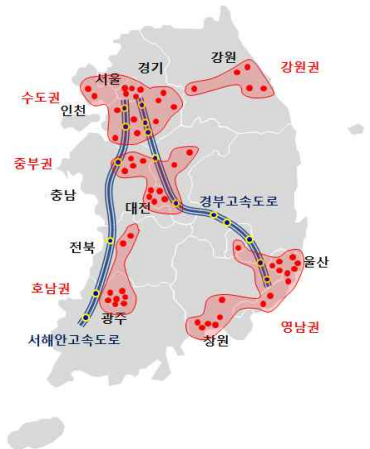 강원
강원권
경기
서울
수도권
인천
중부권
충남
대전
경부고속도로
전북
울산
호남권
광주
영남권
서해안고속도로
창원